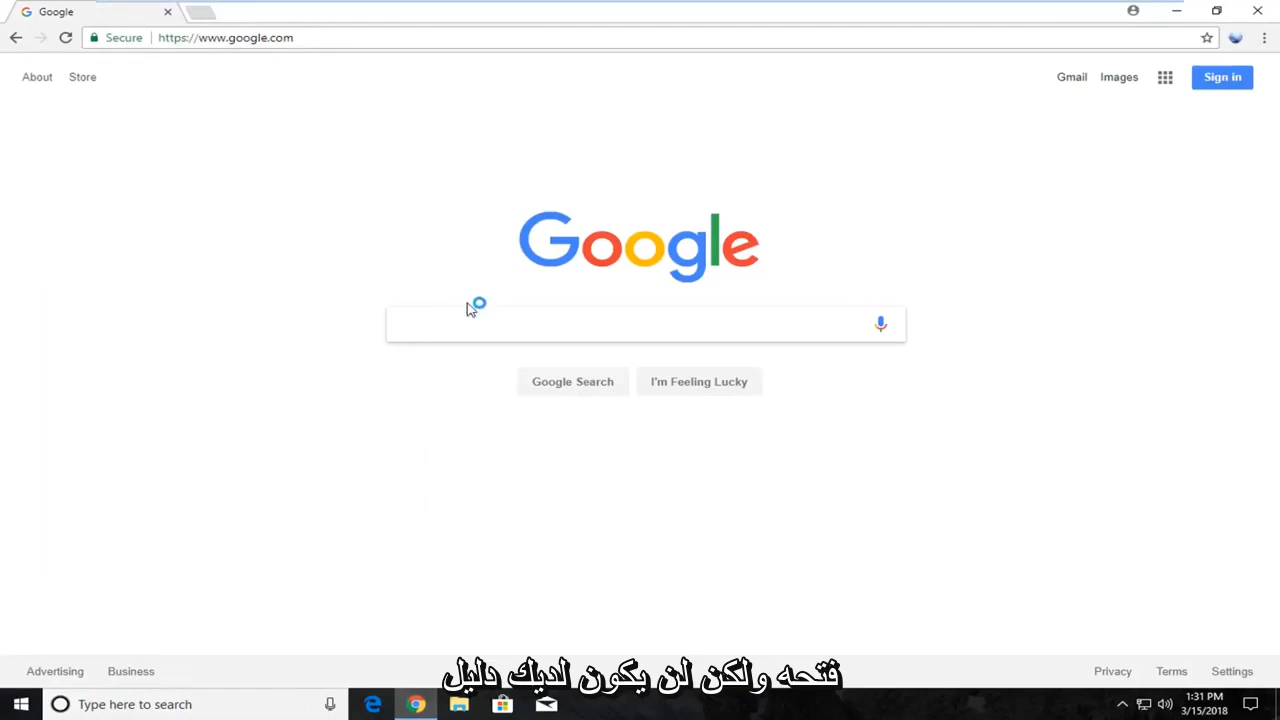 Google
Secure
https://www.google.com
About
Store
Gmail
Images
Sign in
Google
Google Search
I'm Feeling Lucky
Advertising
Business
Privacy
Terms
Settings
فتحه ولكن لن يكون لديك دليل
Type here to search
1:31 PM
3/15/2018